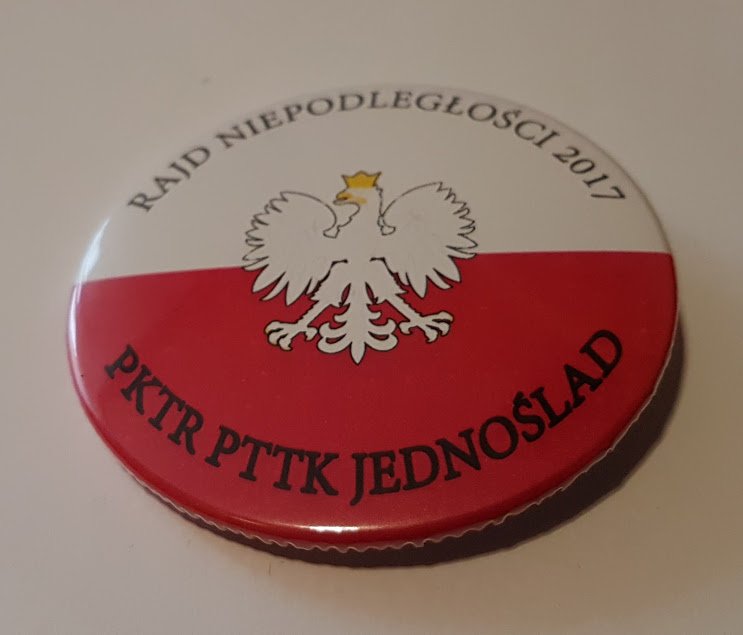 RAJD NIEPODLEGŁOŚCI 2017
PKTR PTTK JEDNOŚLAD